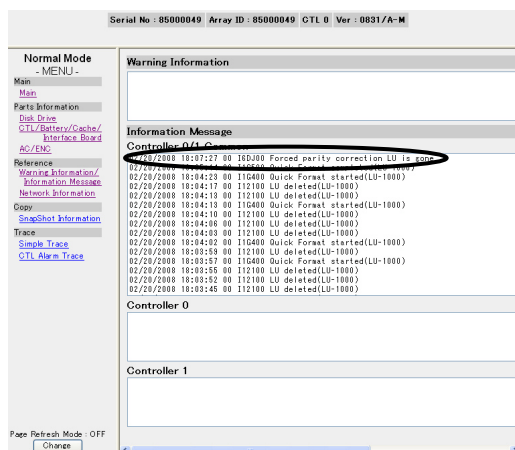 Serial No : 85000049 Array ID : 85000049 CTL 0 Ver : 0831/A-M
Normal Mode
- MENU -
Main
Main
Parts Information
Disk Drive
CTL/Battery/Cache/
Interface Board
AC/ENC
Reference
Warning Information/
Information Message
Network Information
Copy
SnapShot Information
Trace
Simple Trace
CTL Alarm Trace
Page Refresh Mode : OFF
Change
Warning Information
Information Message
Controller 0/1 Common
02/20/2008 18:07:27 00 I6DJ00 Forced parity correction LU is gone
02/20/2008
02/20/2008 18:04:23 00 I1G400 Quick Format started(LU-1000)
02/20/2008 18:04:17 00 I12100 LU deleted(LU-1000)
02/20/2008 18:04:13 00 I12100 LU deleted(LU-1000)
02/20/2008 18:04:13 00 I1G400 Quick Format started(LU-1000)
02/20/2008 18:04:10 00 I12100 LU deleted(LU-1000)
02/20/2008 18:04:06 00 I12100 LU deleted(LU-1000)
02/20/2008 18:04:03 00 I12100 LU deleted(LU-1000)
02/20/2008 18:04:02 00 I1G400 Quick Format started(LU-1000)
02/20/2008 18:03:59 00 I12100 LU deleted(LU-1000)
02/20/2008 18:03:57 00 I1G400 Quick Format started(LU-1000)
02/20/2008 18:03:55 00 I12100 LU deleted(LU-1000)
02/20/2008 18:03:52 00 I12100 LU deleted(LU-1000)
02/20/2008 18:03:45 00 I12100 LU deleted(LU-1000)
Controller 0
Controller 1